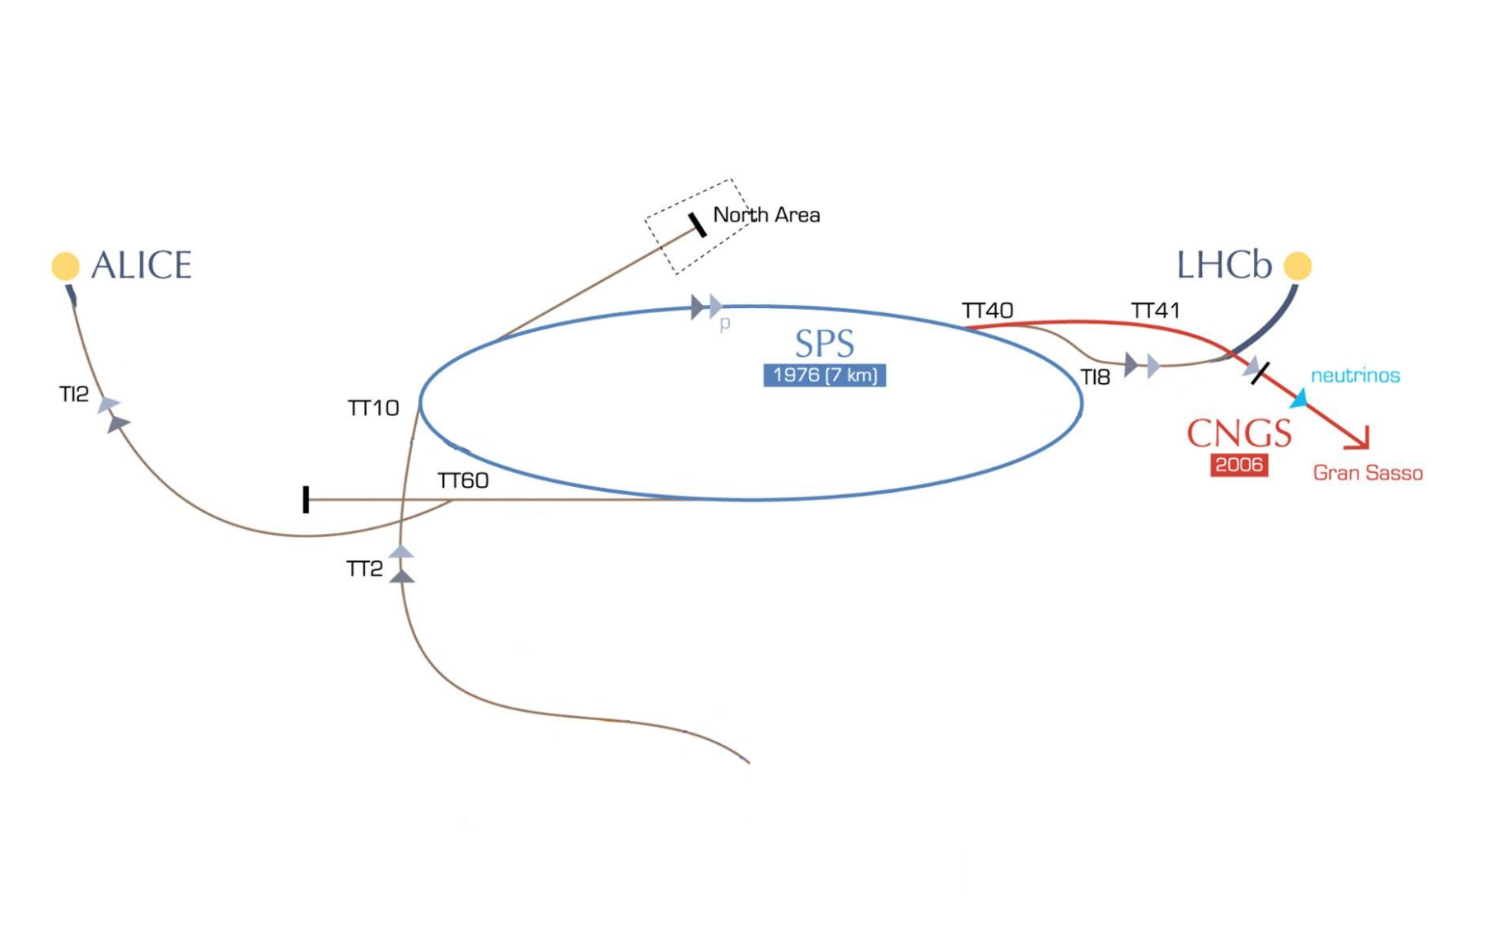 North Area
ALICE
LHCb
TT40
TT41
p
SPS
1976 (7 km)
TI8
neutrinos
TI2
TT10
CNGS
2006
Gran Sasso
TT60
TT2